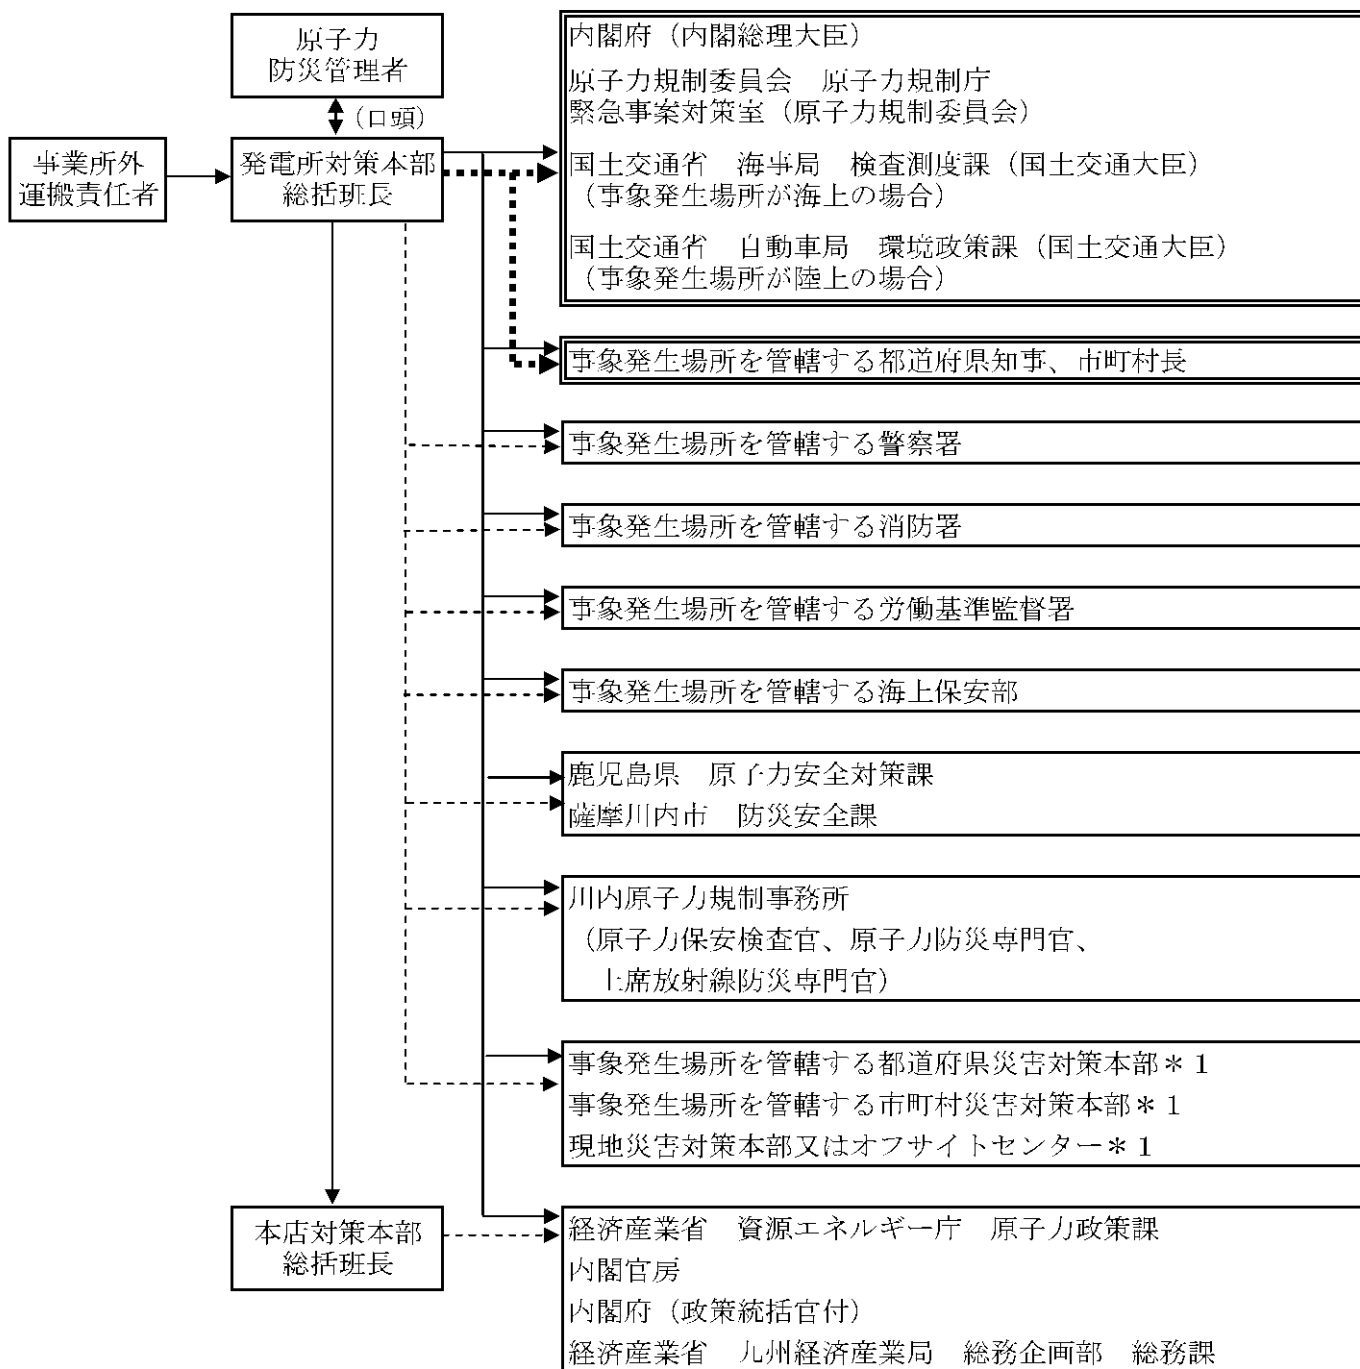 原子力
防災管理者
(口頭)
事業所外
運搬責任者
発電所対策本部
総括班長
内閣府（内閣総理大臣）
原子力規制委員会　原子力規制庁
緊急事案対策室（原子力規制委員会）
国土交通省　海事局　検査測度課（国土交通大臣）
（事象発生場所が海上の場合）
国土交通省　自動車局　環境政策課（国土交通大臣）
（事象発生場所が陸上の場合）
事象発生場所を管轄する都道府県知事、市町村長
事象発生場所を管轄する警察署
事象発生場所を管轄する消防署
事象発生場所を管轄する労働基準監督署
事象発生場所を管轄する海上保安部
鹿児島県　原子力安全対策課
薩摩川内市　防災安全課
川内原子力規制事務所
（原子力保安検査官、原子力防災専門官、
上席放射線防災専門官）
事象発生場所を管轄する都道府県災害対策本部＊１
事象発生場所を管轄する市町村災害対策本部＊１
現地災害対策本部又はオフサイトセンター＊１
本店対策本部
総括班長
経済産業省　資源エネルギー庁　原子力政策課
内閣官房
内閣府（政策統括官付）
経済産業省　九州経済産業局　総務企画部　総務課